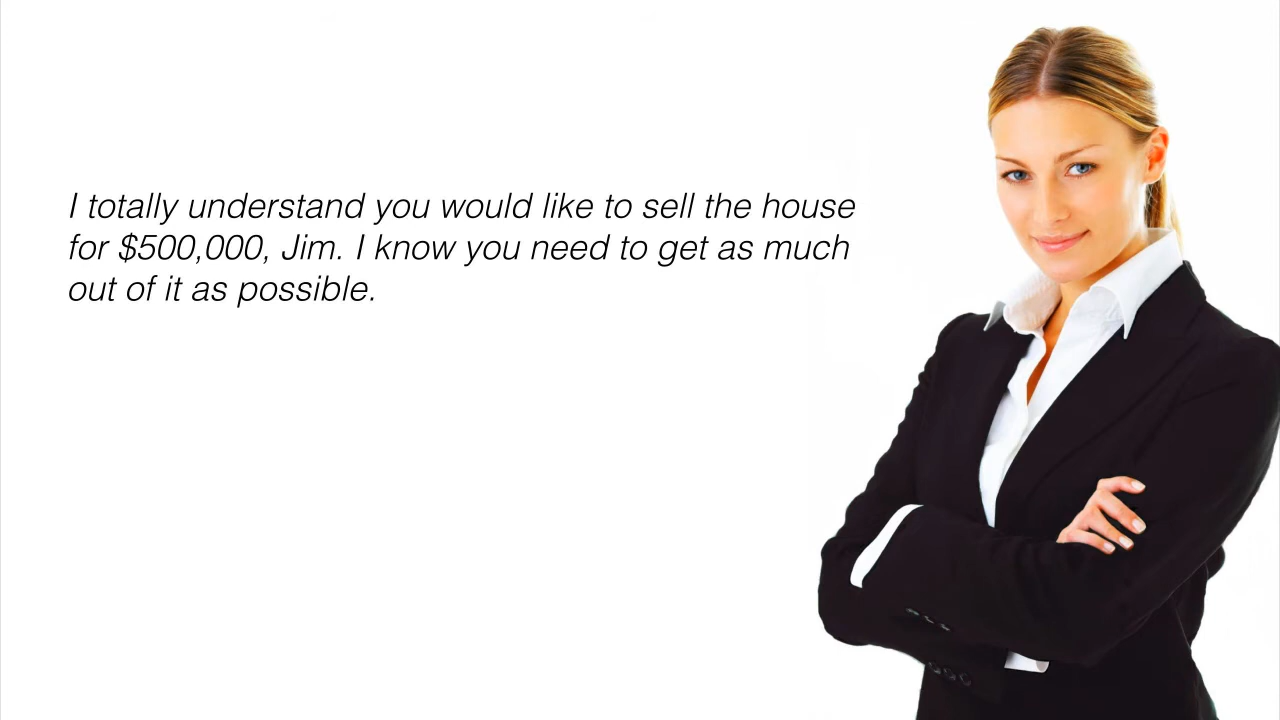 I totally understand you would like to sell the house
for $500,000, Jim. I know you need to get as much
out of it as possible.